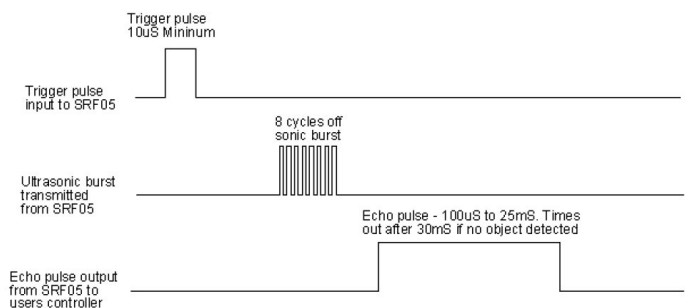 Trigger pulse
10uS Mininum
Trigger pulse
input to SRF05
8 cycles off
sonic burst
Ultrasonic burst
transmitted
from SRF05
Echo pulse - 100uS to 25mS. Times
out after 30mS if no object detected
Echo pulse output
from SRF05 to
users controller